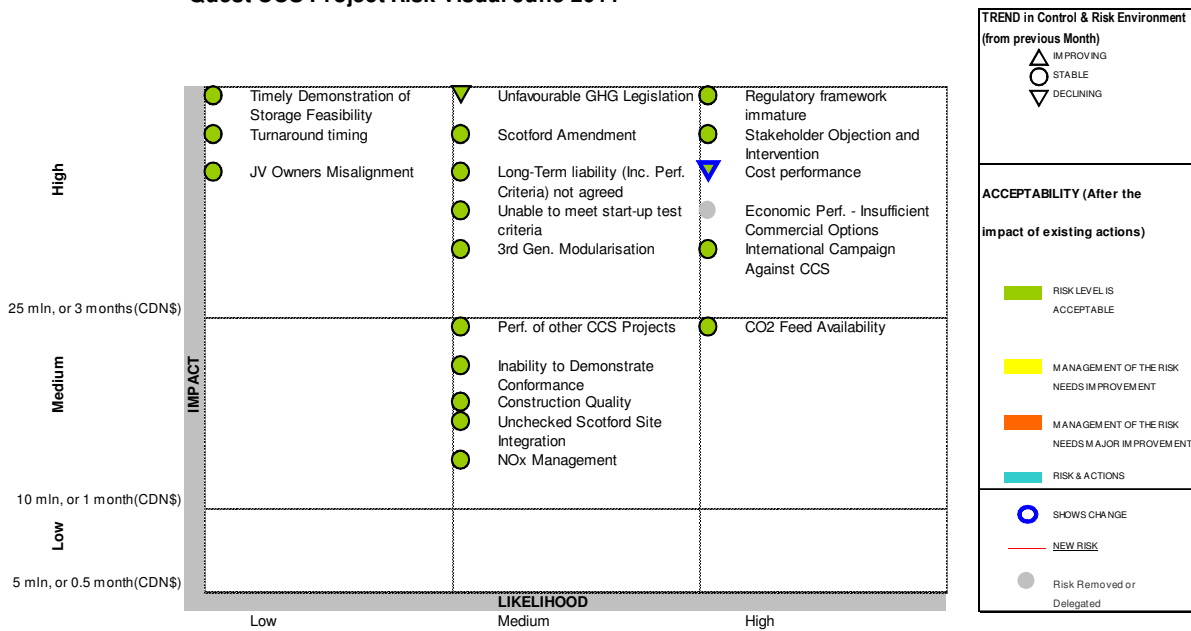 TREND in Control & Risk Environment
(from previous Month)
IMPROVING
STABLE
DECLINING
ACCEPTABILITY (After the
impact of existing actions)
RISK LEVEL IS
ACCEPTABLE
MANAGEMENT OF THE RISK
NEEDS IMPROVEMENT
MANAGEMENT OF THE RISK
NEEDS MAJOR IMPROVEMENT
RISK & ACTIONS
SHOWS CHANGE
NEW RISK
Risk Removed or
Delegated
High
Medium
Low
IMPACT
25 mln, or 3 months(CDN$)
10 mln, or 1 month(CDN$)
5 mln, or 0.5 month(CDN$)
Timely Demonstration of
Storage Feasibility
Turnaround timing
JV Owners Misalignment
Unfavourable GHG Legislation
Scotford Amendment
Long-Term liability (Inc. Perf.
Criteria) not agreed
Unable to meet start-up test
criteria
3rd Gen. Modularisation
Regulatory framework
immature
Stakeholder Objection and
Intervention
Cost performance
Economic Perf. - Insufficient
Commercial Options
International Campaign
Against CCS
Perf. of other CCS Projects
Inability to Demonstrate
Conformance
Construction Quality
Unchecked Scotford Site
Integration
NOx Management
CO2 Feed Availability
LIKELIHOOD
Low
Medium
High